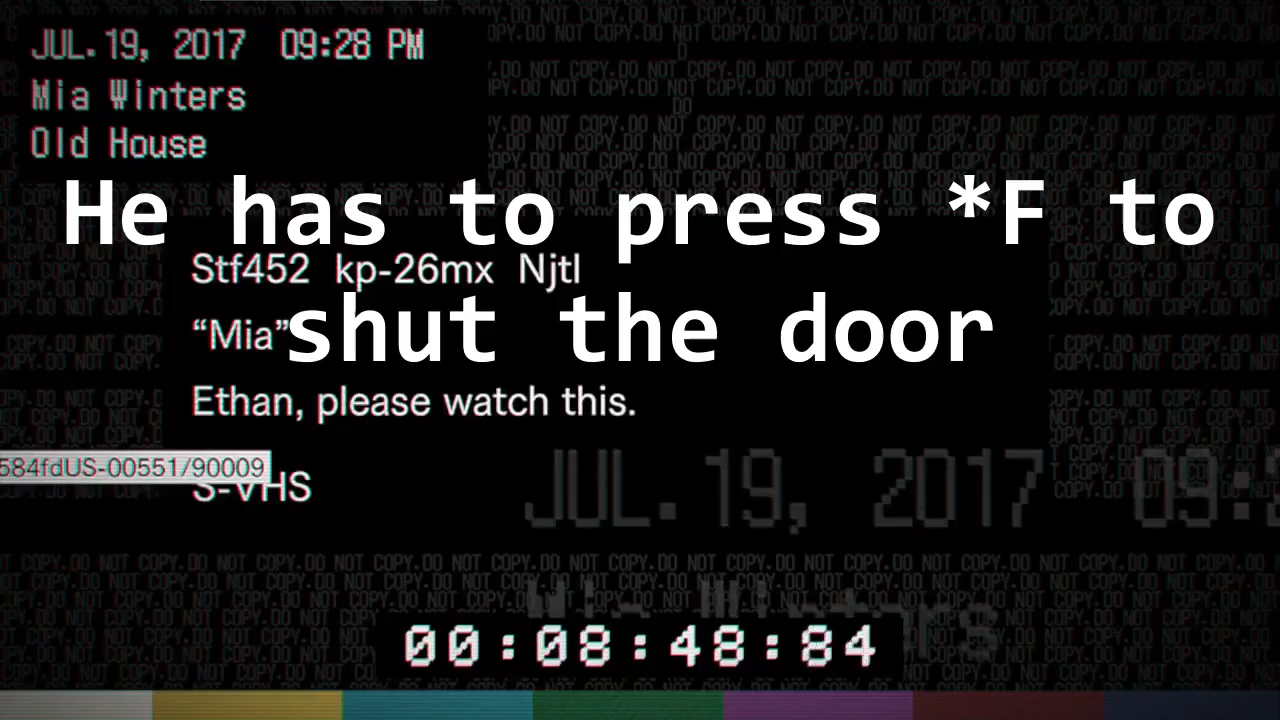 JUL.19, 2017 09:28 PM
Mia Winters
Old House
He has to press *F to
Stf452 kp-26mx Njtl
shut the door
“Mia”
Ethan, please watch this.
584fdUS-00551/90009
S-VHS
JUL.19, 2017 09:2
Mia Winters
00:08:48:84